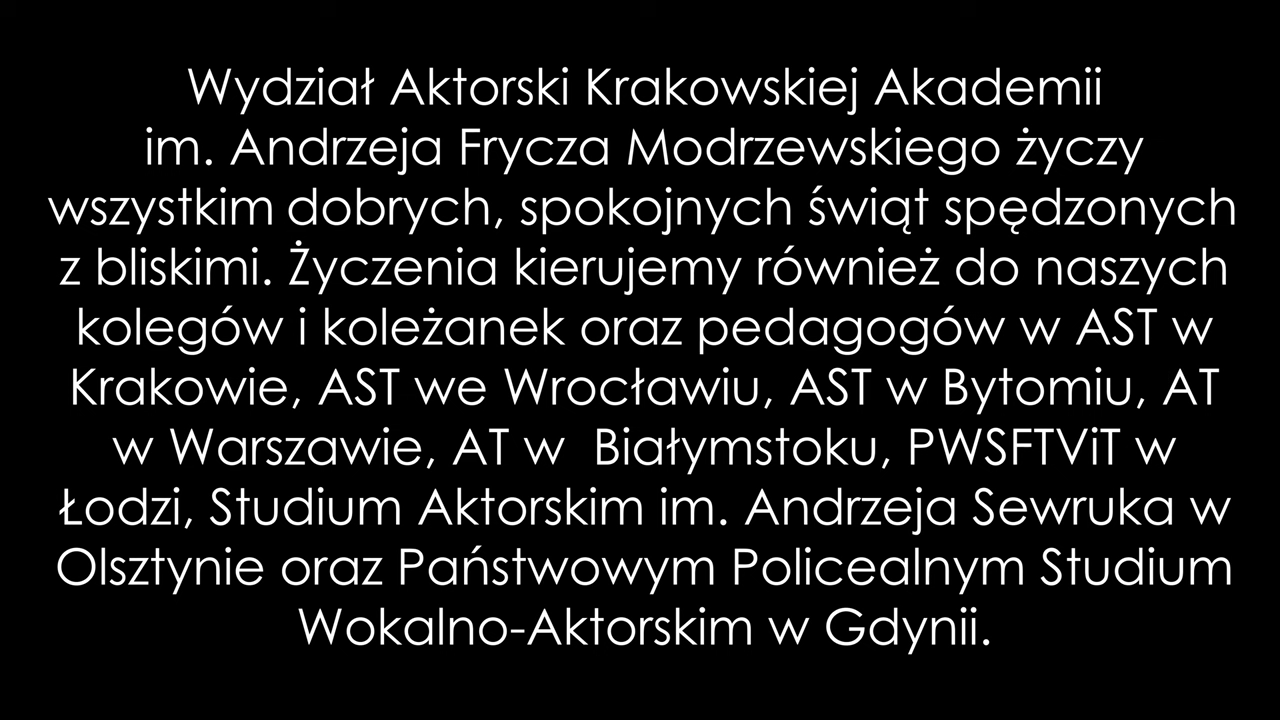 Wydział Aktorski Krakowskiej Akademii
im. Andrzeja Frycza Modrzewskiego życzy
wszystkim dobrych, spokojnych świąt spędzonych
z bliskimi. Życzenia kierujemy również do naszych
kolegów i koleżanek oraz pedagogów w AST w
Krakowie, AST we Wrocławiu, AST w Bytomiu, AT
w Warszawie, AT w  Białymstoku, PWSFTViT w
Łodzi, Studium Aktorskim im. Andrzeja Sewruka w
Olsztynie oraz Państwowym Policealnym Studium
Wokalno-Aktorskim w Gdynii.